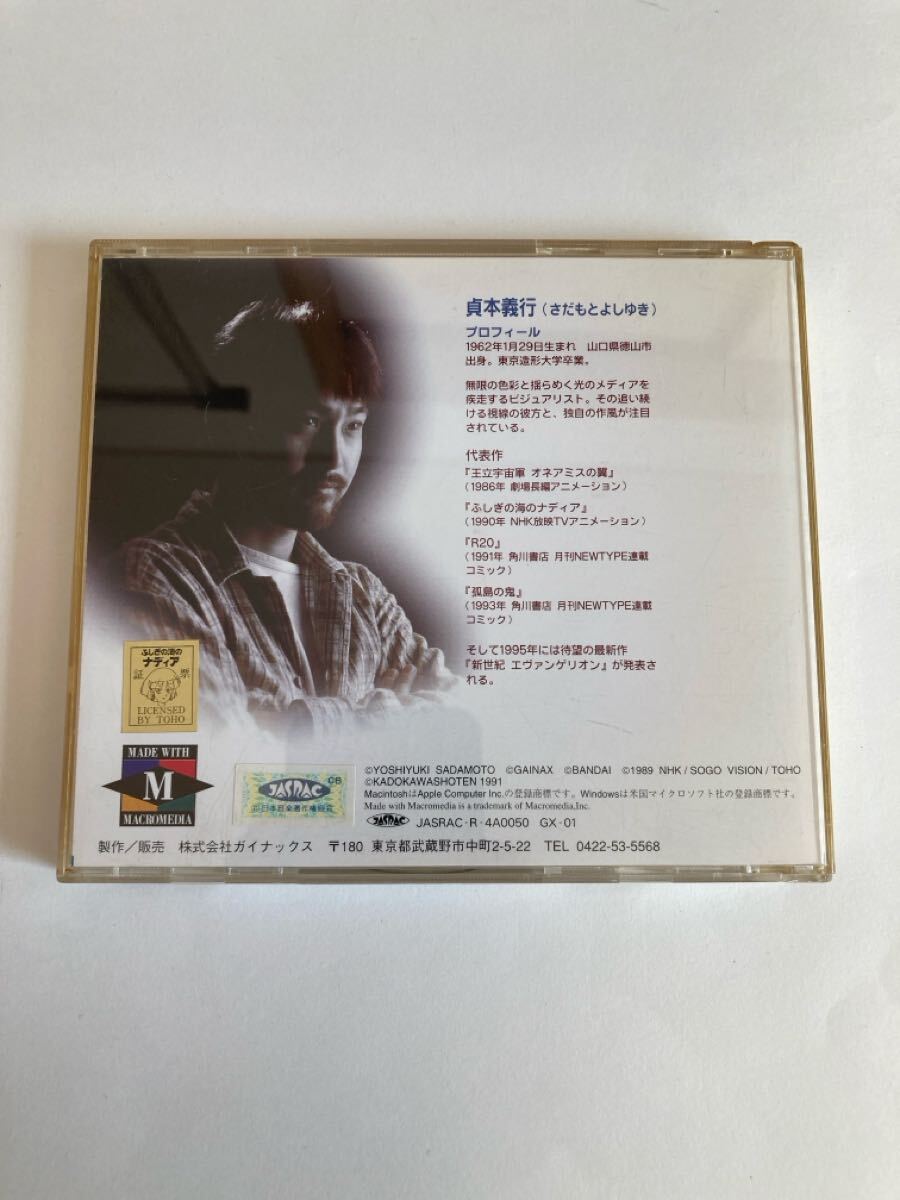 貞本義行（さだもとよしゆき）
プロフィール
1962年1月29日生まれ 山口県徳山市
出身。東京造形大学卒業。
無限の色彩と揺らめく光のメディアを
疾走するビジュアリスト。その追い続
ける視線の彼方と、独自の作風が注目
されている。
代表作
『王立宇宙軍 オネアミスの翼』
（1986年 劇場長編アニメーション）
『ふしぎの海のナディア』
（1990年 NHK放映TVアニメーション）
『R20』
（1991年 角川書店 月刊NEWTYPE連載
コミック）
『孤島の鬼』
（1993年 角川書店 月刊NEWTYPE連載
コミック）
そして1995年には待望の最新作
『新世紀 エヴァンゲリオン』が発表さ
れる。
ふしぎの海の
ナディア
証 票
LICENSED
BY TOHO
MADE WITH
M
MACROMEDIA
JASRAC
CB
©YOSHIYUKI SADAMOTO ©GAINAX ©BANDAI ©1989 NHK/SOGO VISION/TOHO
©KADOKAWASHOTEN 1991
MacintoshはApple Computer Inc.の登録商標です。Windowsは米国マイクロソフト社の登録商標です。
Made with Macromedia is a trademark of Macromedia,Inc.
JASRAC JASRAC·R·4A0050 GX-01
製作／販売 株式会社ガイナックス 〒180 東京都武蔵野市中町2-5-22 TEL 0422-53-5568